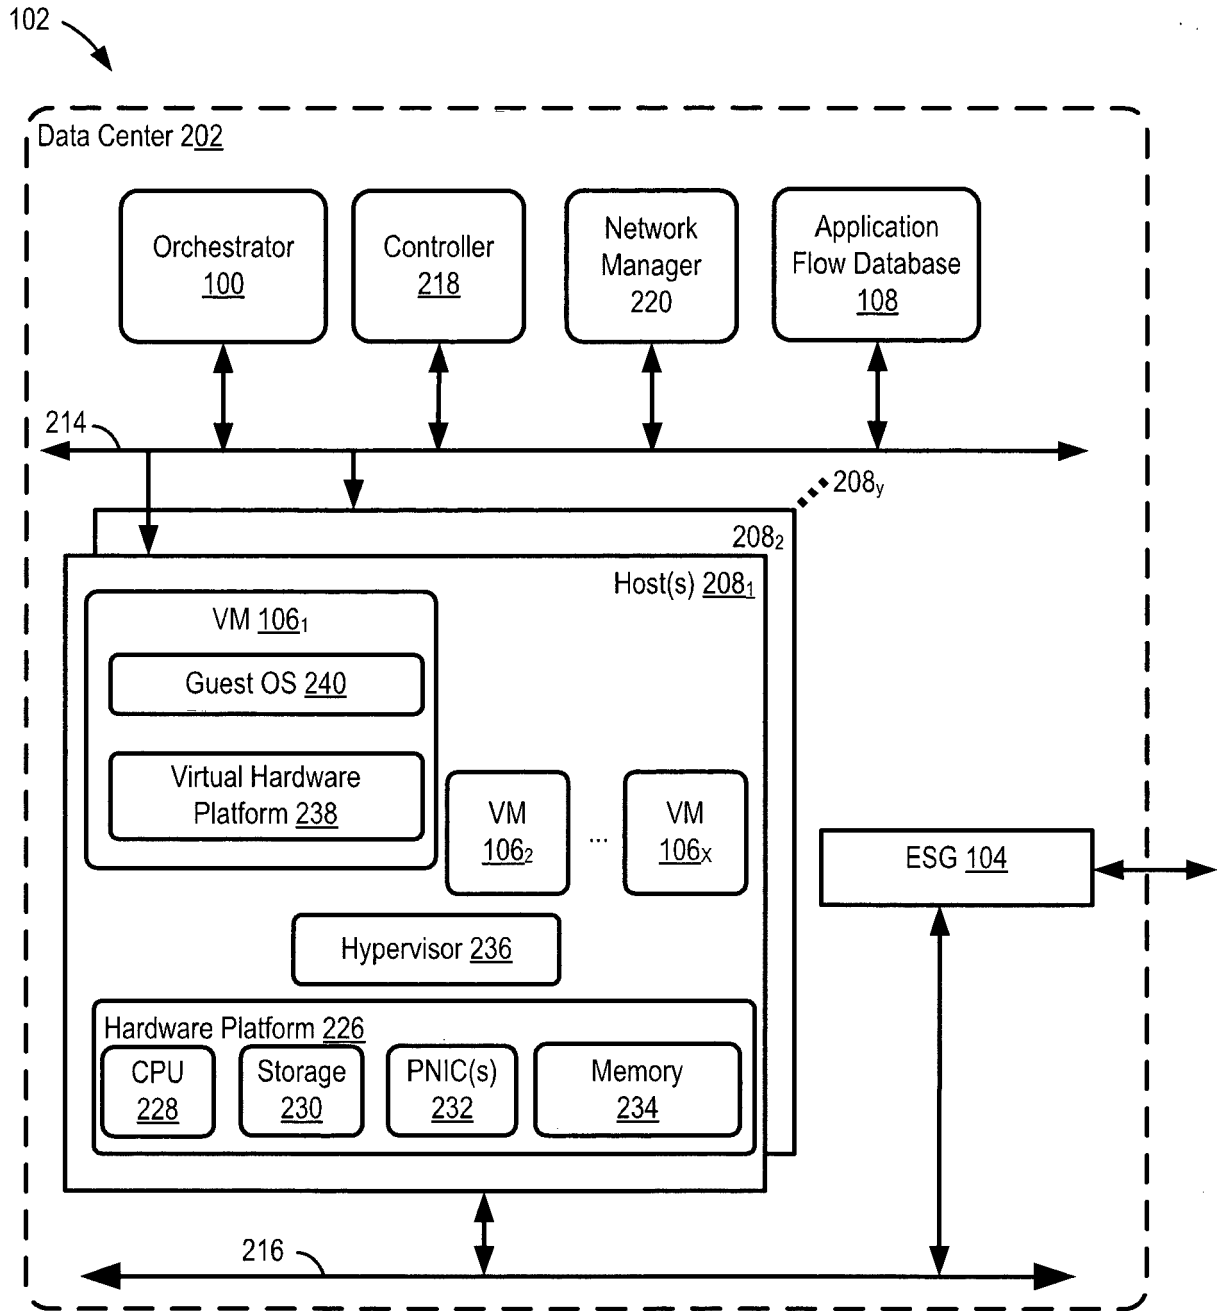 102
Data Center 202
Orchestrator
100
Controller
218
Network
Manager
220
Application
Flow Database
108
214
208y
208₂
Host(s) 208₁
VM 106₁
Guest OS 240
Virtual Hardware
Platform 238
VM
106₂
...
VM
106X
ESG 104
Hypervisor 236
Hardware Platform 226
CPU
228
Storage
230
PNIC(s)
232
Memory
234
216